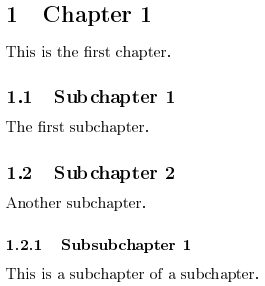 1 Chapter 1
This is the first chapter.
1.1 Subchapter 1
The first subchapter.
1.2 Subchapter 2
Another subchapter.
1.2.1 Subsubchapter 1
This is a subchapter of a subchapter.